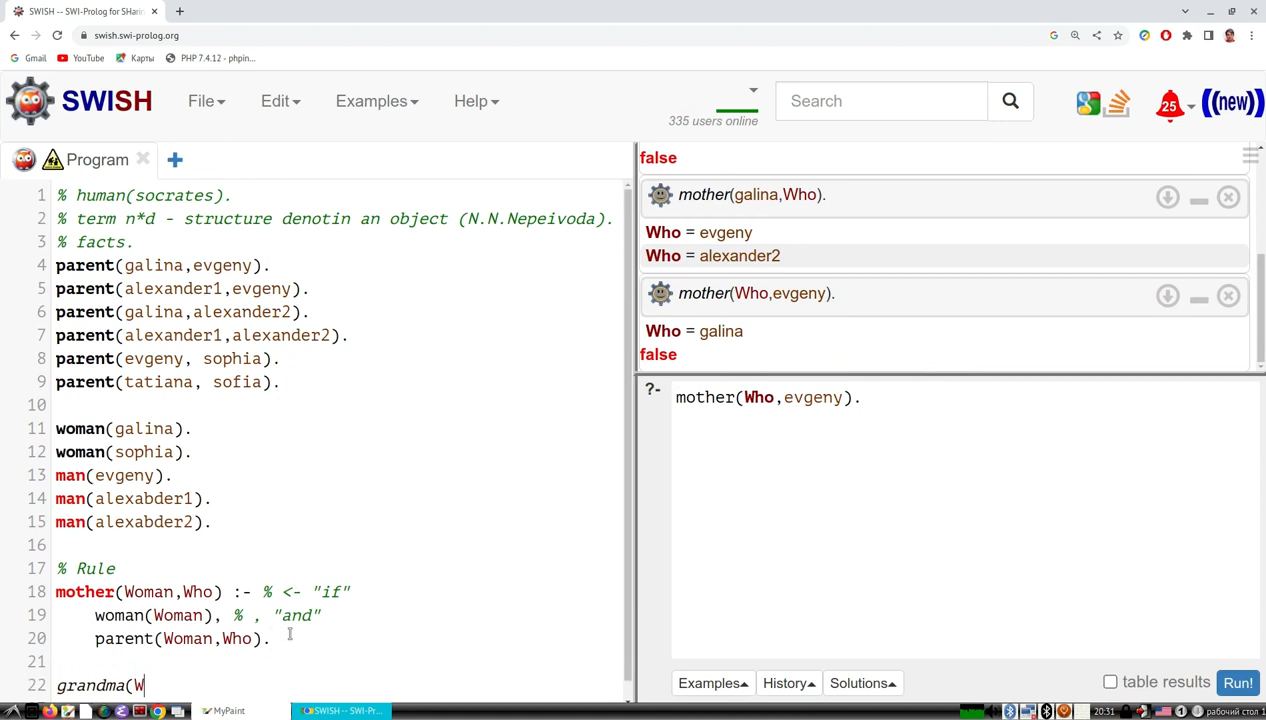 SWISH -- SWI-Prolog for SHarin
swish.swi-prolog.org
Gmail YouTube Карты PHP 7.4.12 - phpin...
SWISH File Edit Examples Help
335 users online
Search
25
((new))
Program
1 % human(socrates).
2 % term n*d - structure denotin an object (N.N.Nepeivoda).
3 % facts.
4 parent(galina,evgeny).
5 parent(alexander1,evgeny).
6 parent(galina,alexander2).
7 parent(alexander1,alexander2).
8 parent(evgeny, sophia).
9 parent(tatiana, sofia).
10
11 woman(galina).
12 woman(sophia).
13 man(evgeny).
14 man(alexabder1).
15 man(alexabder2).
16
17 % Rule
18 mother(Woman,Who) :- % <- "if"
19 woman(Woman), % , "and"
20 parent(Woman,Who).
21
22 grandma(W
false
mother(galina,Who).
Who = evgeny
Who = alexander2
mother(Who,evgeny).
Who = galina
false
?- mother(Who,evgeny).
Examples History Solutions
table results Run!
MyPaint
SWISH -- SWI-Pr...
20:31
рабочий стол 1